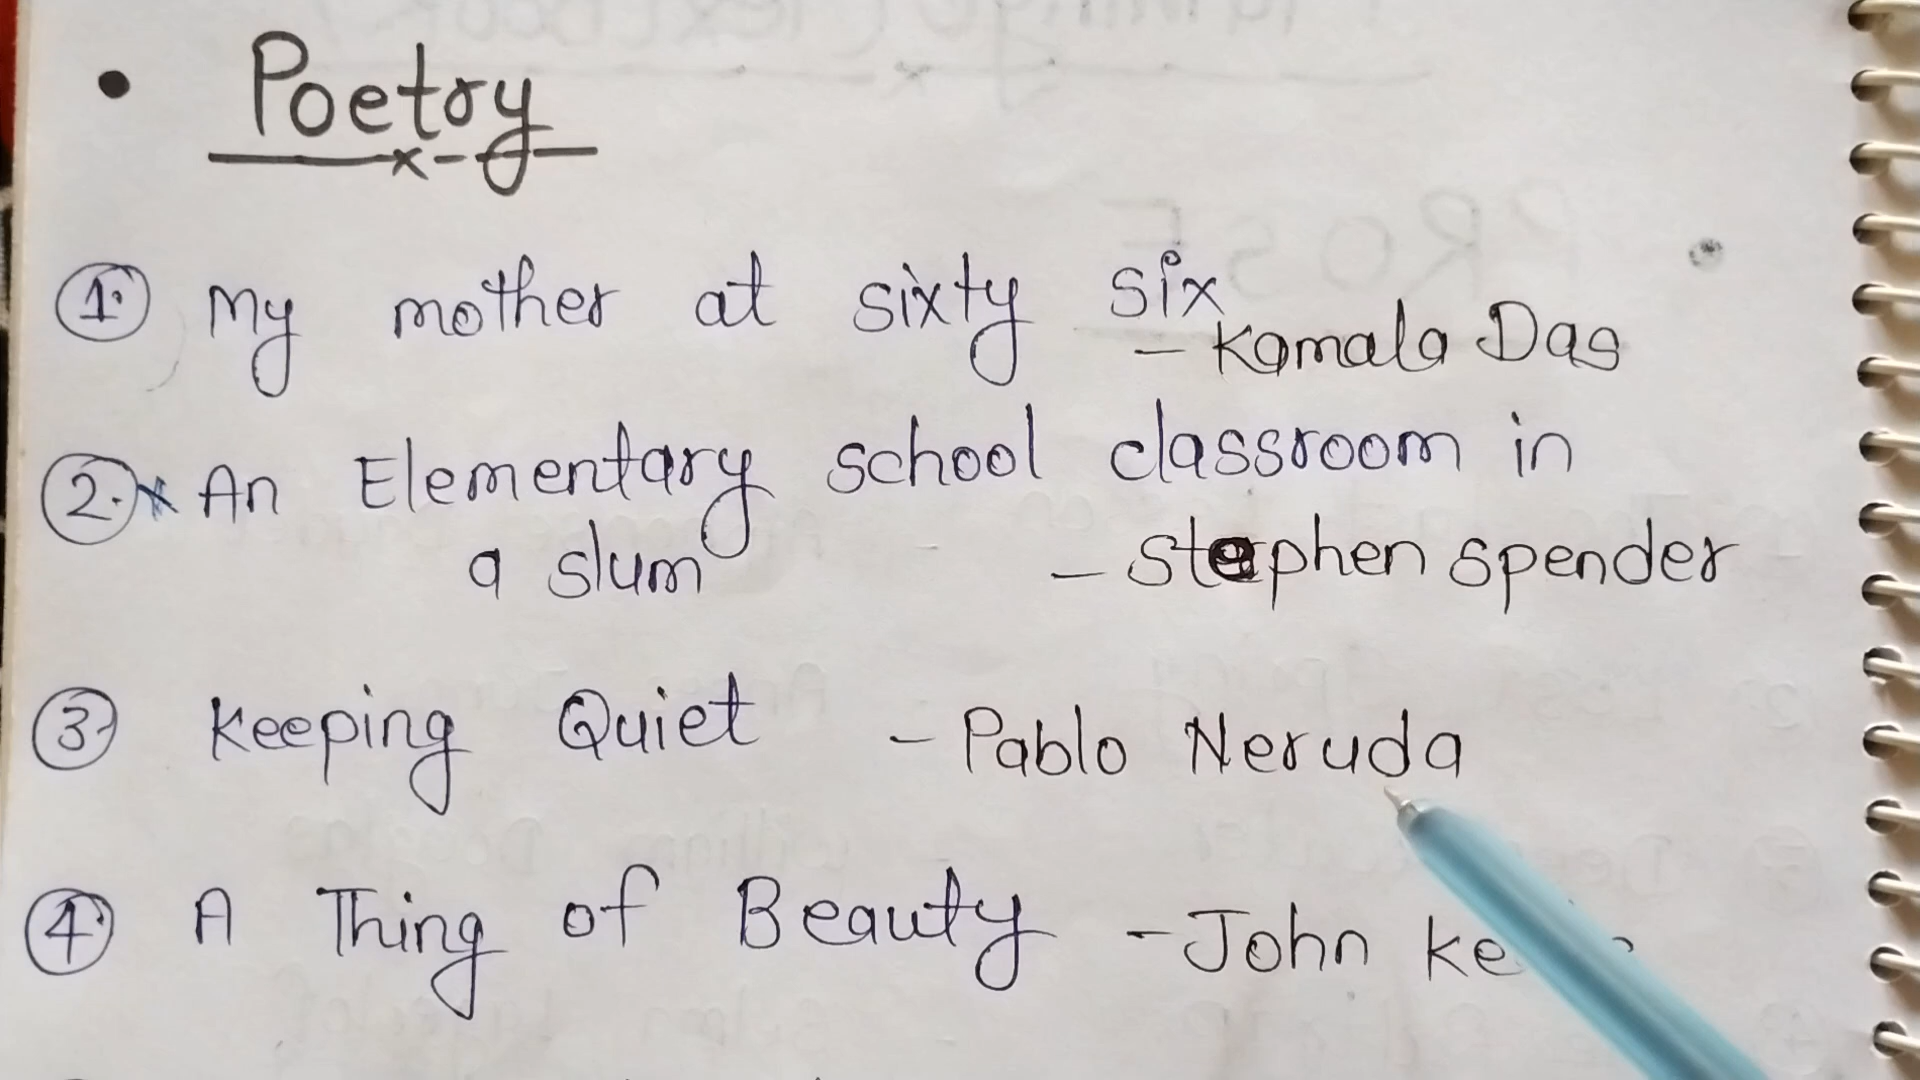 • Poetry
1. My mother at sixty six
- Kamala Das
2. An Elementary school classroom in
a slum - Stephen Spender
3. Keeping Quiet - Pablo Neruda
4. A Thing of Beauty - John